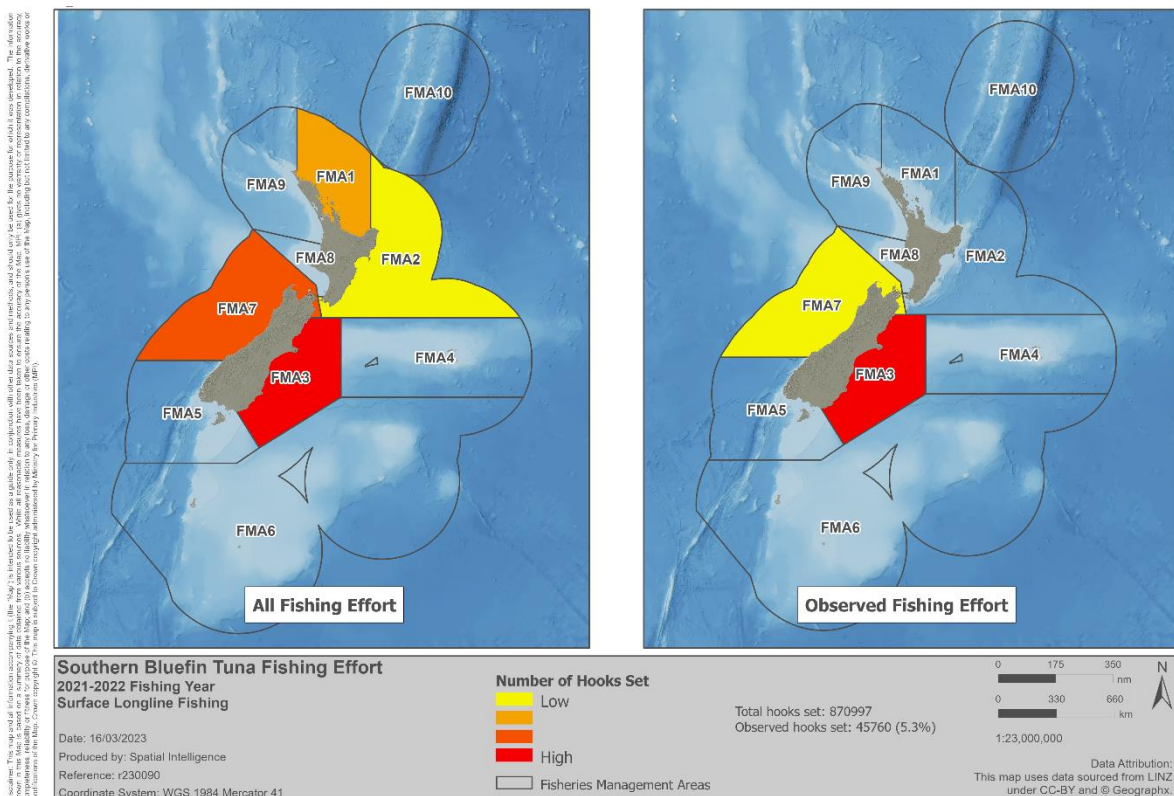 FMA10
FMA9
FMA1
FMA8
FMA2
FMA7
FMA3
FMA4
FMA5
FMA6
All Fishing Effort
FMA10
FMA9
FMA1
FMA8
FMA2
FMA7
FMA3
FMA4
FMA5
FMA6
Observed Fishing Effort
Southern Bluefin Tuna Fishing Effort
2021-2022 Fishing Year
Surface Longline Fishing
Date: 16/03/2023
Produced by: Spatial Intelligence
Reference: r230090
Coordinate System: WGS 1984 Mercator 41
Number of Hooks Set
Low
High
Fisheries Management Areas
Total hooks set: 870997
Observed hooks set: 45760 (5.3%)
0 175 350
nm
0 330 660
km
1:23,000,000
N
Data Attribution:
This map uses data sourced from LINZ
under CC-BY and © Geographx.